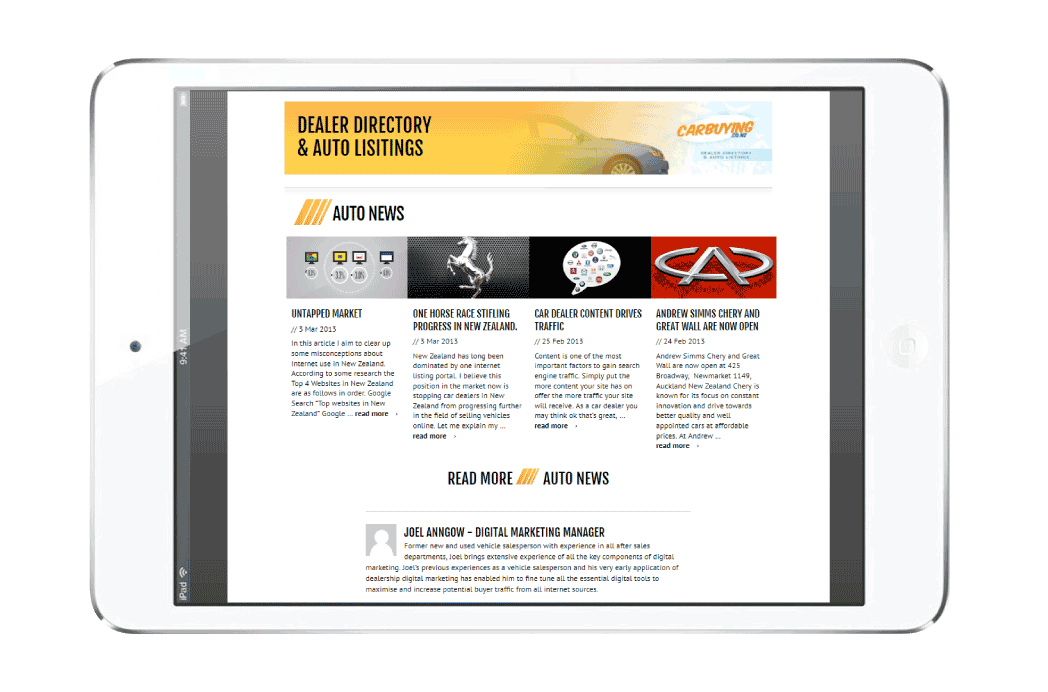 DEALER DIRECTORY
& AUTO LISITINGS
CARBUYING
.co.nz
DEALER DIRECTORY
& AUTO LISTINGS
AUTO NEWS
UNTAPPED MARKET
// 3 Mar 2013
In this article I aim to clear up
some misconceptions about
Internet use in New Zealand.
According to some research the
Top 4 Websites in New Zealand
are as follows in order. Google
Search “Top websites in New
Zealand” Google ... read more ›
ONE HORSE RACE STIFLING
PROGRESS IN NEW ZEALAND.
// 3 Mar 2013
New Zealand has long been
dominated by one internet
listing portal. I believe this
position in the market now is
stopping car dealers in New
Zealand from progressing further
in the field of selling vehicles
online. Let me explain my ...
read more ›
CAR DEALER CONTENT DRIVES
TRAFFIC
// 25 Feb 2013
Content is one of the most
important factors to gain search
engine traffic. Simply put the
more content your site has on
offer the more traffic your site
will receive. As a car dealer you
may think ok that’s great, ...
read more ›
ANDREW SIMMS CHERY AND
GREAT WALL ARE NOW OPEN
// 24 Feb 2013
Andrew Simms Chery and Great
Wall are now open at 425
Broadway, Newmarket 1149,
Auckland New Zealand Chery is
known for its focus on constant
innovation and drive towards
better quality and well
appointed cars at affordable
prices. At Andrew ...
read more ›
READ MORE AUTO NEWS
JOEL ANNGOW - DIGITAL MARKETING MANAGER
Former new and used vehicle salesperson with experience in all after sales
departments, Joel brings extensive experience of all the key components of digital
marketing. Joel’s previous experiences as a vehicle salesperson and his very early application of
dealership digital marketing has enabled him to fine tune all the essential digital tools to
maximise and increase potential buyer traffic from all internet sources.
9:41 AM
iPad